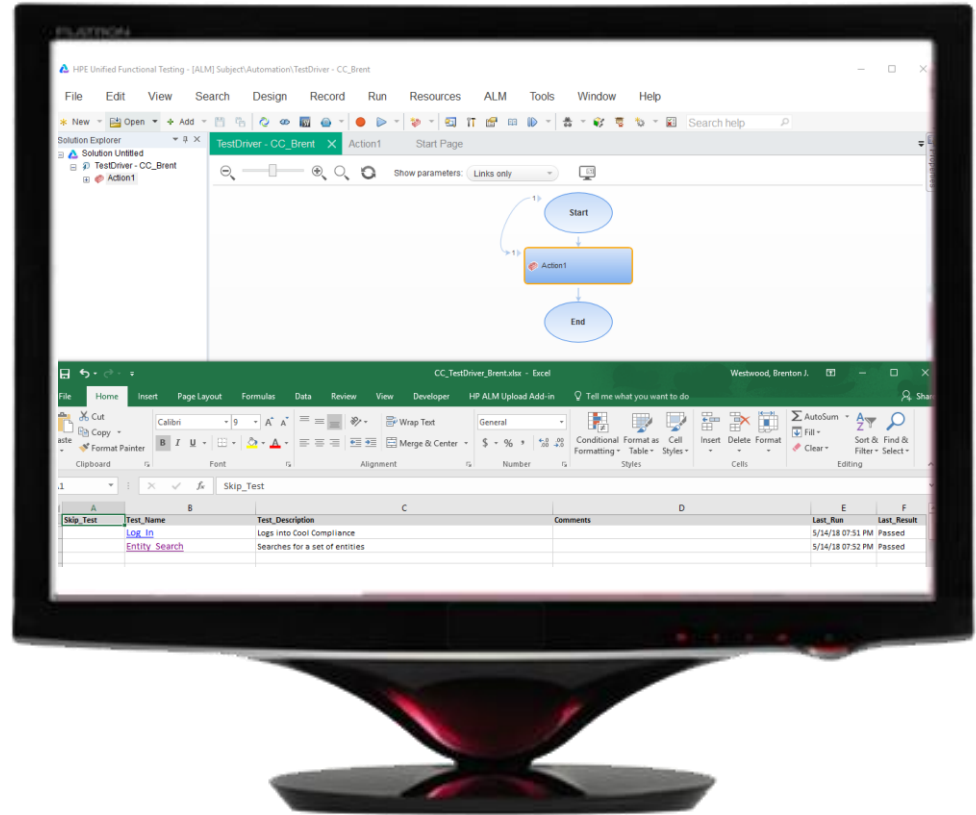 FLATRON
HPE Unified Functional Testing - [ALM] Subject\Automation\TestDriver - CC_Brent
File Edit View Search Design Record Run Resources ALM Tools Window Help
New Open Add Search help
Solution Explorer
TestDriver - CC_Brent Action1 Start Page
Solution Untitled
TestDriver - CC_Brent
Action1
Show parameters: Links only
1
Start
1
Action1
End
CC_TestDriver_Brent.xlsx - Excel Westwood, Brenton J.
File Home Insert Page Layout Formulas Data Review View Developer HP ALM Upload Add-in Tell me what you want to do Shar
Cut Calibri 9 Wrap Text General AutoSum
Copy Fill
aste Format Painter B I U Merge & Center $ % Conditional Format as Cell Insert Delete Format Clear Sort & Find &
Formatting Table Styles Filter Select
Clipboard Font Alignment Number Styles Cells Editing
.1 fx Skip_Test
A B C D E F
Skip_Test Test_Name Test_Description Comments Last_Run Last_Result
Log_In Logs into Cool Compliance 5/14/18 07:51 PM Passed
Entity_Search Searches for a set of entities 5/14/18 07:52 PM Passed